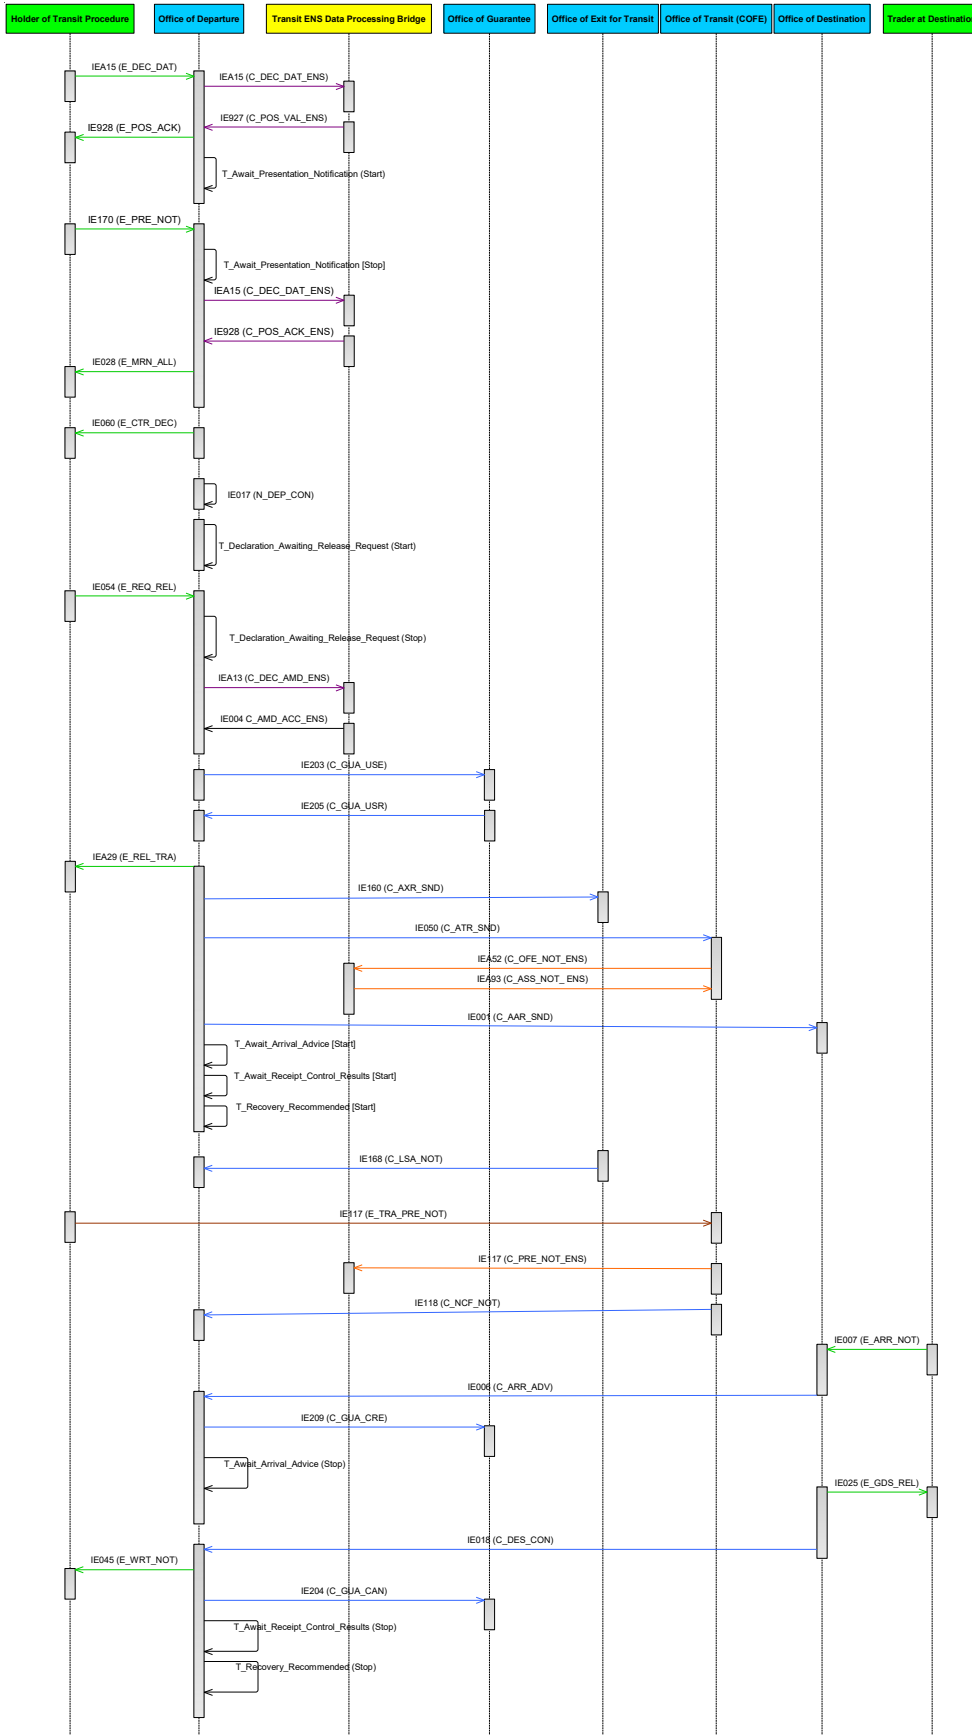 Holder of Transit Procedure
Office of Departure
Transit ENS Data Processing Bridge
Office of Guarantee
Office of Exit for Transit
Office of Transit (COFE)
Office of Destination
Trader at Destination
IEA15 (E_DEC_DAT)
IEA15 (C_DEC_DAT_ENS)
IE927 (C_POS_VAL_ENS)
IE928 (E_POS_ACK)
T_Await_Presentation_Notification (Start)
IE170 (E_PRE_NOT)
T_Await_Presentation_Notification [Stop]
IEA15 (C_DEC_DAT_ENS)
IE928 (C_POS_ACK_ENS)
IE028 (E_MRN_ALL)
IE060 (E_CTR_DEC)
IE017 (N_DEP_CON)
T_Declaration_Awaiting_Release_Request (Start)
IE054 (E_REQ_REL)
T_Declaration_Awaiting_Release_Request (Stop)
IEA13 (C_DEC_AMD_ENS)
IE004 C_AMD_ACC_ENS)
IE203 (C_GUA_USE)
IE205 (C_GUA_USR)
IEA29 (E_REL_TRA)
IE160 (C_AXR_SND)
IE050 (C_ATR_SND)
IEA52 (C_OFE_NOT_ENS)
IEA93 (C_ASS_NOT_ ENS)
IE001 (C_AAR_SND)
T_Await_Arrival_Advice [Start]
T_Await_Receipt_Control_Results [Start]
T_Recovery_Recommended [Start]
IE168 (C_LSA_NOT)
IE117 (E_TRA_PRE_NOT)
IE117 (C_PRE_NOT_ENS)
IE118 (C_NCF_NOT)
IE007 (E_ARR_NOT)
IE006 (C_ARR_ADV)
IE209 (C_GUA_CRE)
T_Await_Arrival_Advice (Stop)
IE025 (E_GDS_REL)
IE018 (C_DES_CON)
IE045 (E_WRT_NOT)
IE204 (C_GUA_CAN)
T_Await_Receipt_Control_Results (Stop)
T_Recovery_Recommended (Stop)